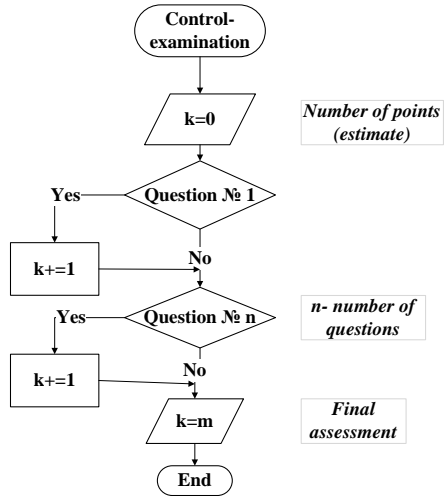 Control-
examination
k=0
Number of points
(estimate)
Yes
Question № 1
No
k+=1
n- number of
questions
Yes
Question № n
No
k+=1
k=m
Final
assessment
End